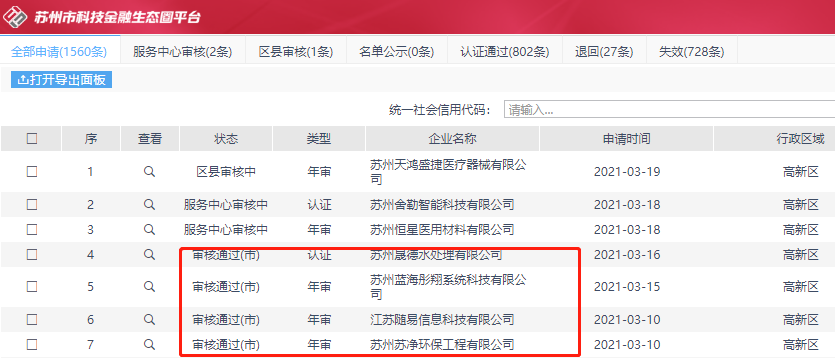 苏州市科技金融生态圈平台
全部申请(1560条) 服务中心审核(2条) 区县审核(1条) 名单公示(0条) 认证通过(802条) 退回(27条) 失效(728条)
打开导出面板
统一社会信用代码: 请输入...
序 查看 状态 类型 企业名称 申请时间 行政区域
1 区县审核中 年审 苏州天鸿盛捷医疗器械有限公
司 2021-03-19 高新区
2 服务中心审核中 认证 苏州舍勒智能科技有限公司 2021-03-18 高新区
3 服务中心审核中 年审 苏州恒星医用材料有限公司 2021-03-18 高新区
4 审核通过(市) 认证 苏州晟德水处理有限公司 2021-03-16 高新区
5 审核通过(市) 年审 苏州蓝海彤翔系统科技有限公
司 2021-03-15 高新区
6 审核通过(市) 年审 江苏随易信息科技有限公司 2021-03-10 高新区
7 审核通过(市) 年审 苏州苏净环保工程有限公司 2021-03-10 高新区